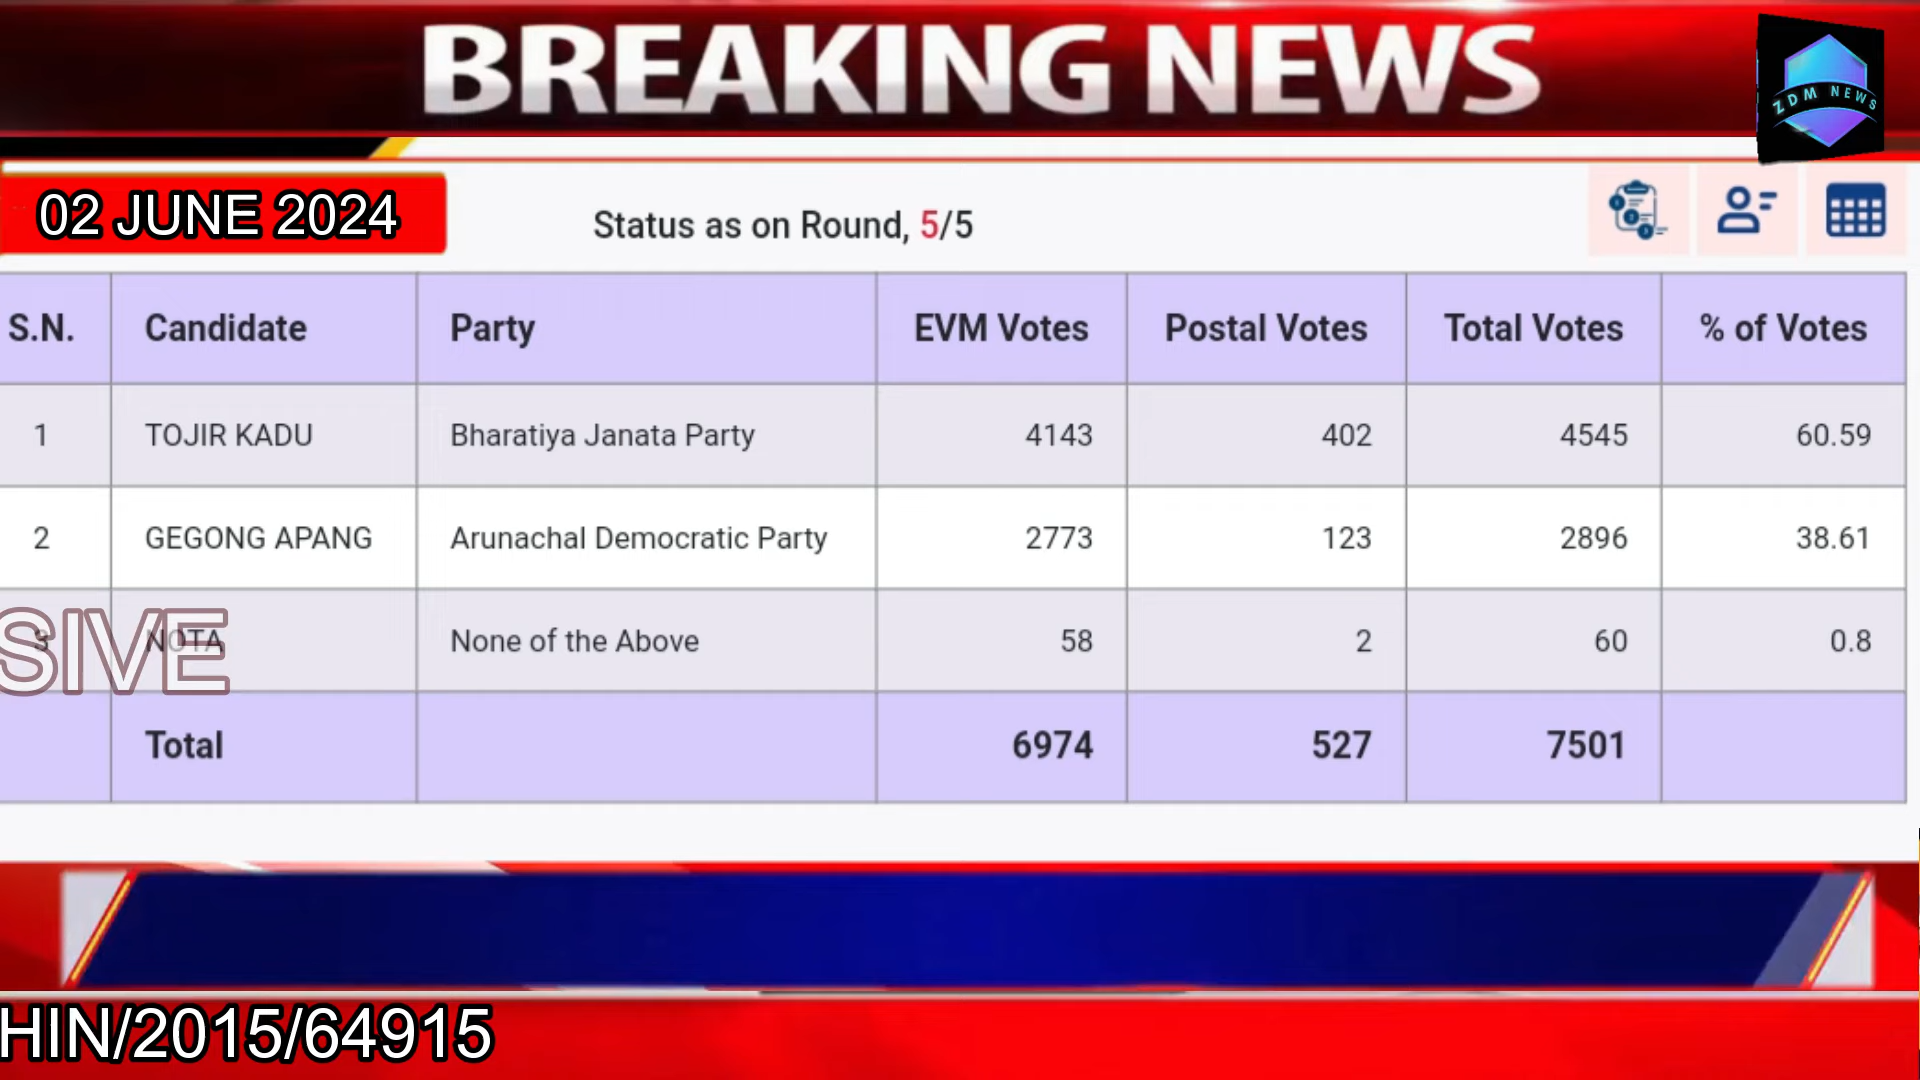 BREAKING NEWS
ZDM NEWS
02 JUNE 2024
Status as on Round, 5/5
S.N. Candidate Party EVM Votes Postal Votes Total Votes % of Votes
1 TOJIR KADU Bharatiya Janata Party 4143 402 4545 60.59
2 GEGONG APANG Arunachal Democratic Party 2773 123 2896 38.61
3 NOTA None of the Above 58 2 60 0.8
SIVE
Total 6974 527 7501
HIN/2015/64915